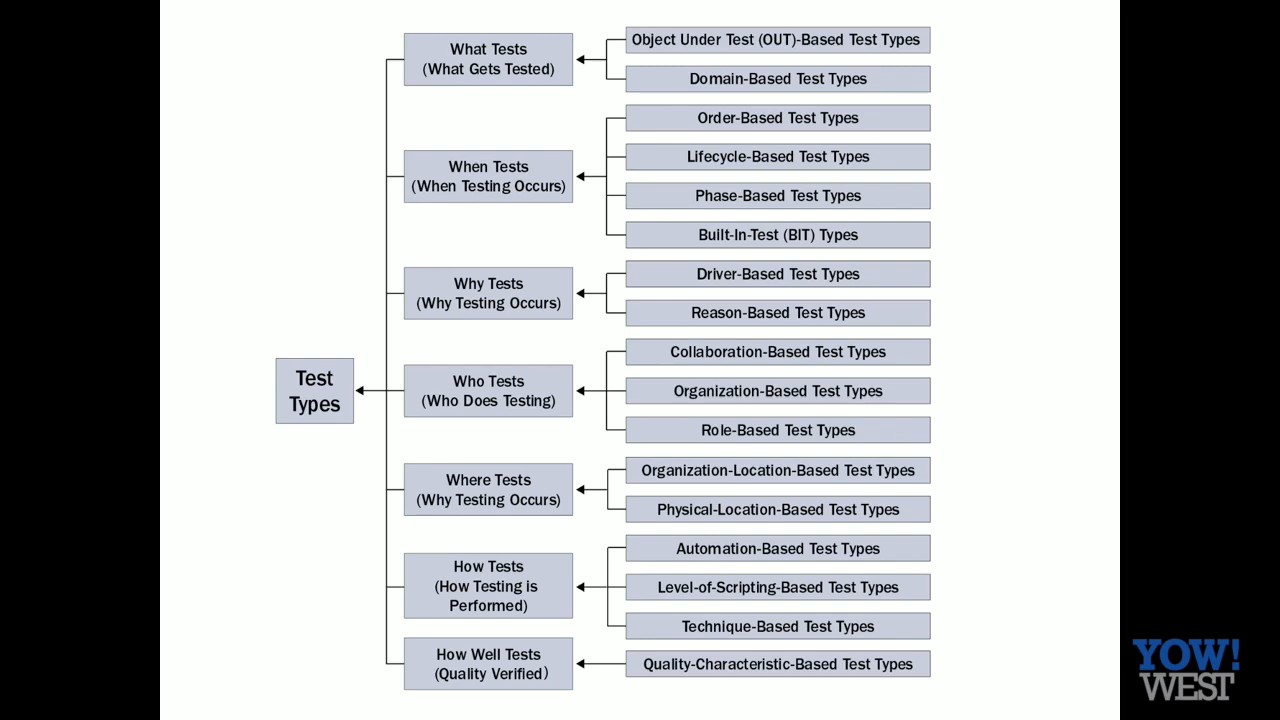 What Tests
(What Gets Tested)
Object Under Test (OUT)-Based Test Types
Domain-Based Test Types
When Tests
(When Testing Occurs)
Order-Based Test Types
Lifecycle-Based Test Types
Phase-Based Test Types
Built-In-Test (BIT) Types
Why Tests
(Why Testing Occurs)
Driver-Based Test Types
Reason-Based Test Types
Test
Types
Who Tests
(Who Does Testing)
Collaboration-Based Test Types
Organization-Based Test Types
Role-Based Test Types
Where Tests
(Why Testing Occurs)
Organization-Location-Based Test Types
Physical-Location-Based Test Types
How Tests
(How Testing is
Performed)
Automation-Based Test Types
Level-of-Scripting-Based Test Types
Technique-Based Test Types
How Well Tests
(Quality Verified)
Quality-Characteristic-Based Test Types
YOW!
WEST